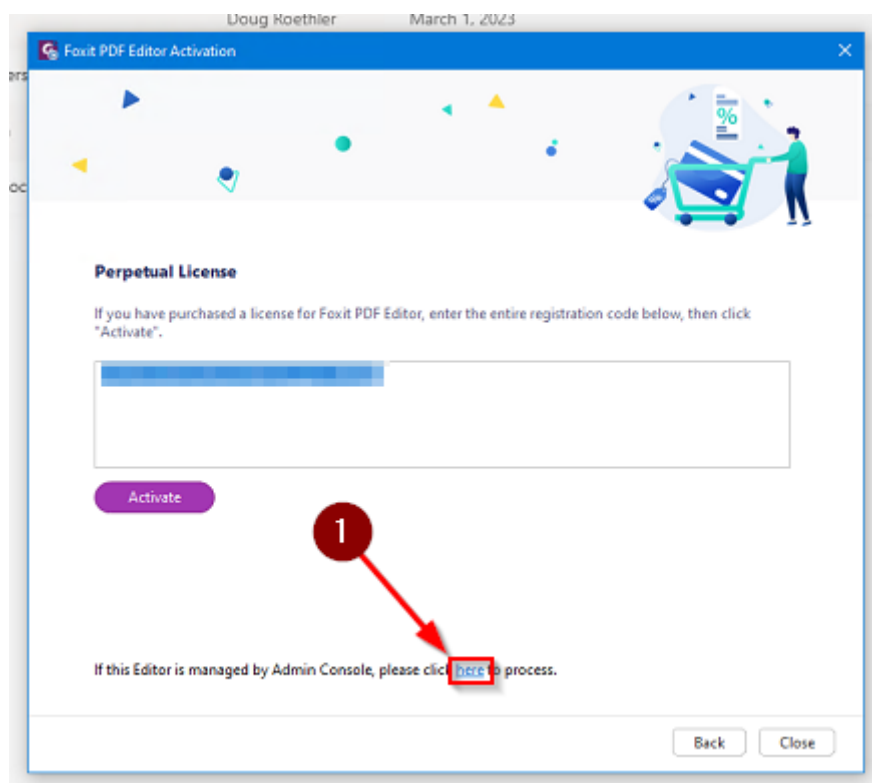 Doug Roethler March 1, 2023
Foxit PDF Editor Activation
ers
%
oc
Perpetual License
If you have purchased a license for Foxit PDF Editor, enter the entire registration code below, then click
"Activate".
Activate
1
If this Editor is managed by Admin Console, please click here to process.
Back Close